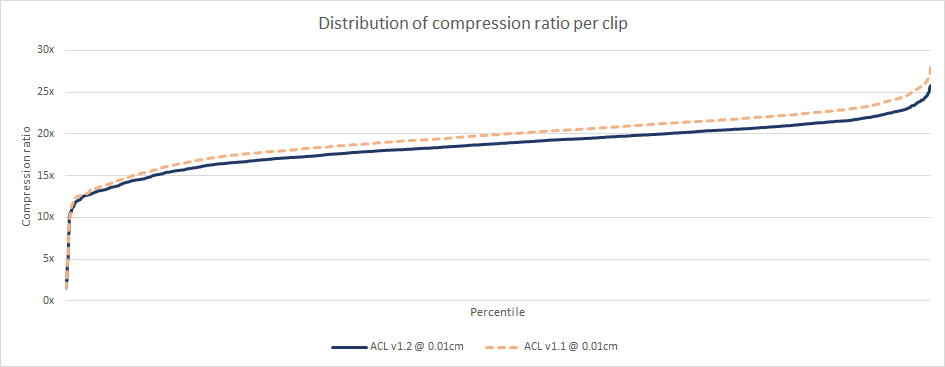 Distribution of compression ratio per clip
Compression ratio
30x
25x
20x
15x
10x
5x
0x
Percentile
ACL v1.2 @ 0.01cm ACL v1.1 @ 0.01cm